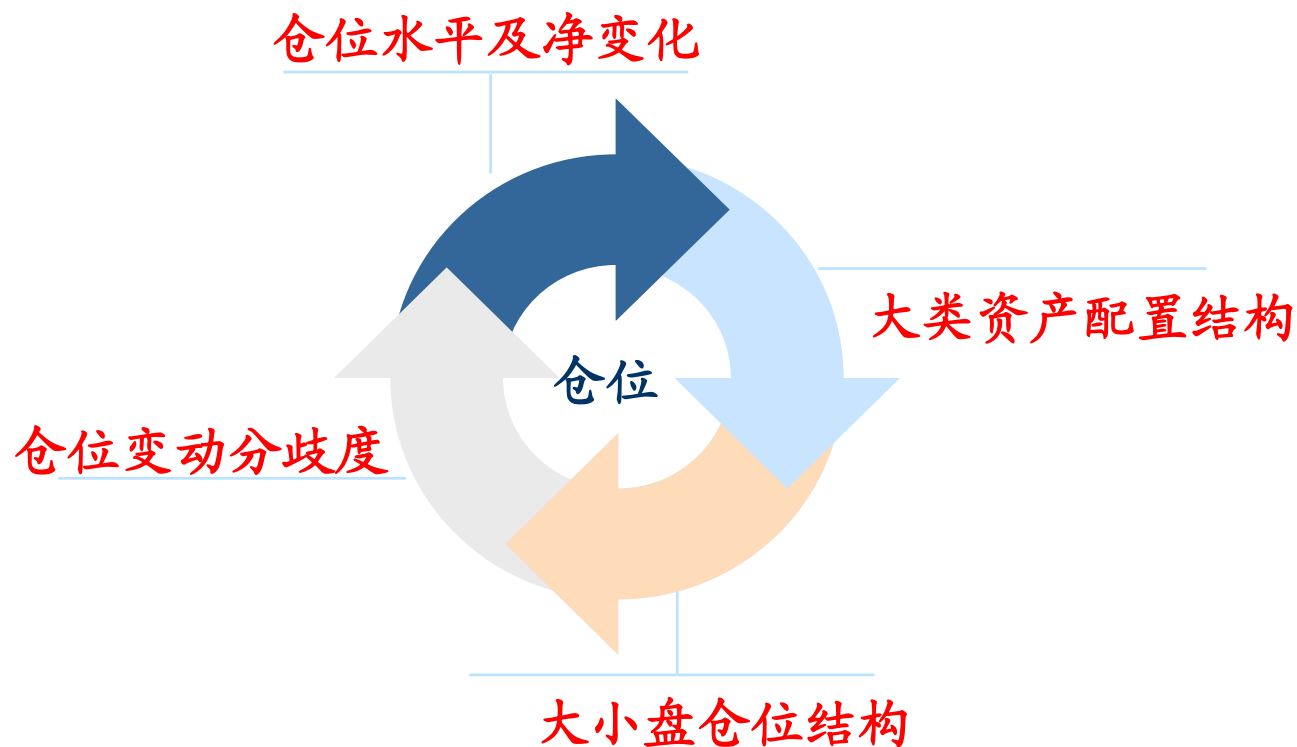 仓位水平及净变化
大类资产配置结构
仓位
仓位变动分歧度
大小盘仓位结构